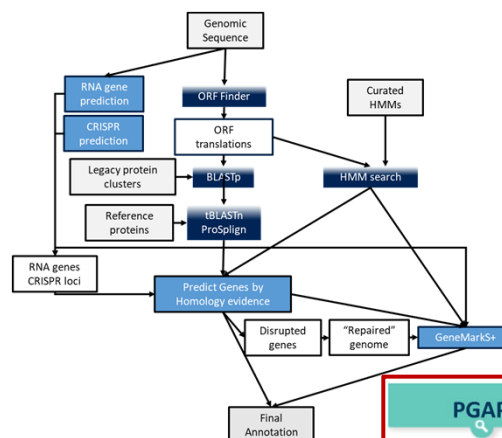 Genomic
Sequence
RNA gene
prediction
ORF Finder
Curated
HMMs
CRISPR
prediction
ORF
translations
Legacy protein
clusters
BLASTp
HMM search
Reference
proteins
tBLASTn
ProSplign
RNA genes
CRISPR loci
Predict Genes by
Homology evidence
Disrupted
genes
"Repaired"
genome
GeneMarkS+
Final
Annotation
PGAP